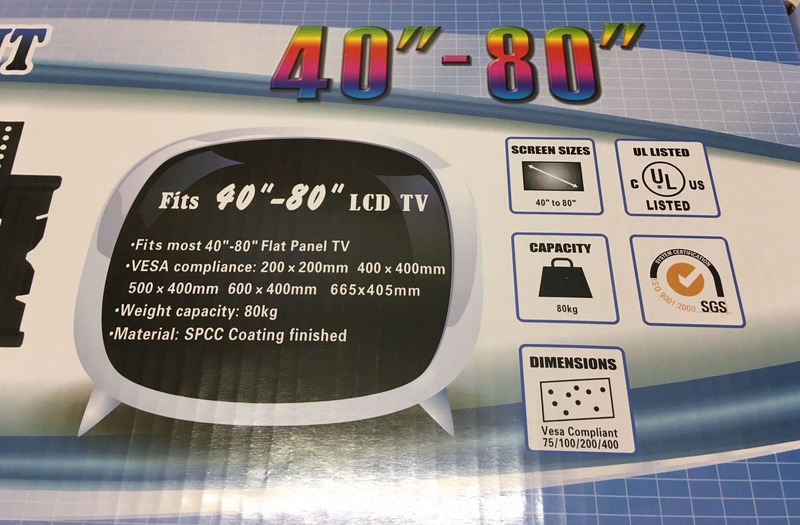 40"-80"
Fits 40"-80" LCD TV
•Fits most 40"-80" Flat Panel TV
•VESA compliance: 200 x 200mm 400 x 400mm
500 x 400mm 600 x 400mm 665x405mm
•Weight capacity: 80kg
•Material: SPCC Coating finished
SCREEN SIZES
40" to 80"
UL LISTED
C UL US
LISTED
CAPACITY
80kg
SYSTEM CERTIFICATION
ISO 9001:2000
SGS
DIMENSIONS
Vesa Compliant
75/100/200/400